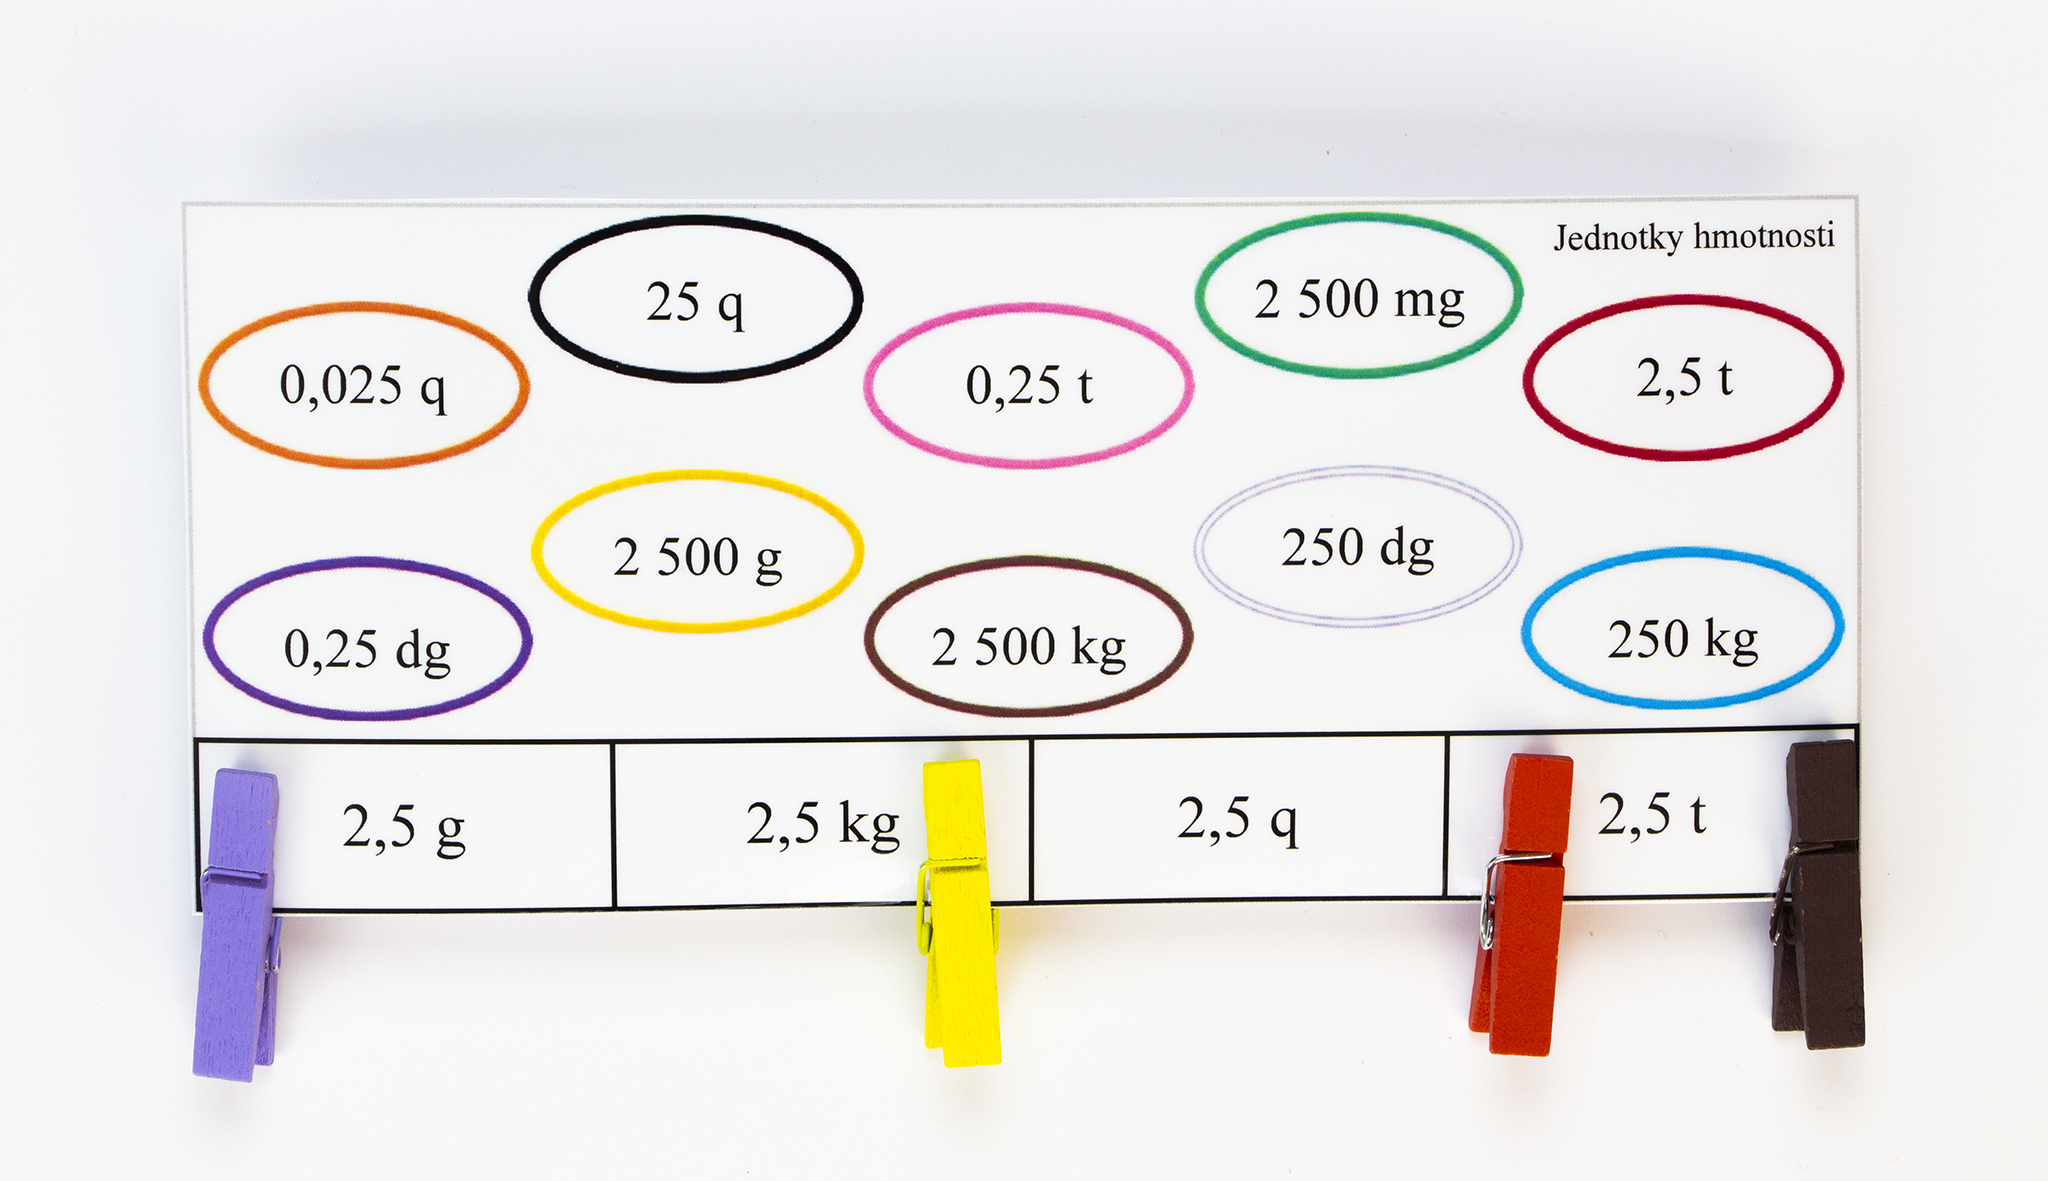 Jednotky hmotnosti
25 q
2 500 mg
0,025 q
0,25 t
2,5 t
2 500 g
250 dg
0,25 dg
2 500 kg
250 kg
2,5 g
2,5 kg
2,5 q
2,5 t